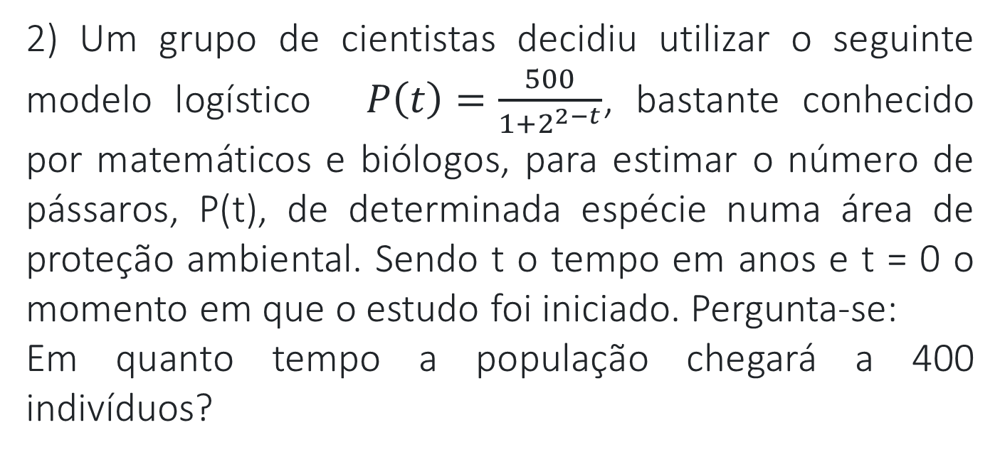 2) Um grupo de cientistas decidiu utilizar o seguinte
modelo logístico P(t) = \frac{500}{1+2^{2-t}}, bastante conhecido
por matemáticos e biólogos, para estimar o número de
pássaros, P(t), de determinada espécie numa área de
proteção ambiental. Sendo t o tempo em anos e t = 0 o
momento em que o estudo foi iniciado. Pergunta-se:
Em quanto tempo a população chegará a 400
indivíduos?